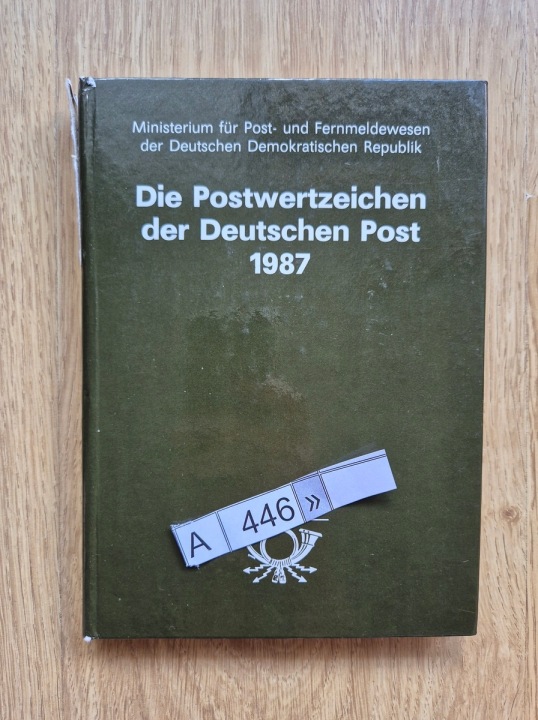 Ministerium für Post- und Fernmeldewesen
der Deutschen Demokratischen Republik
Die Postwertzeichen
der Deutschen Post
1987
A 446 »